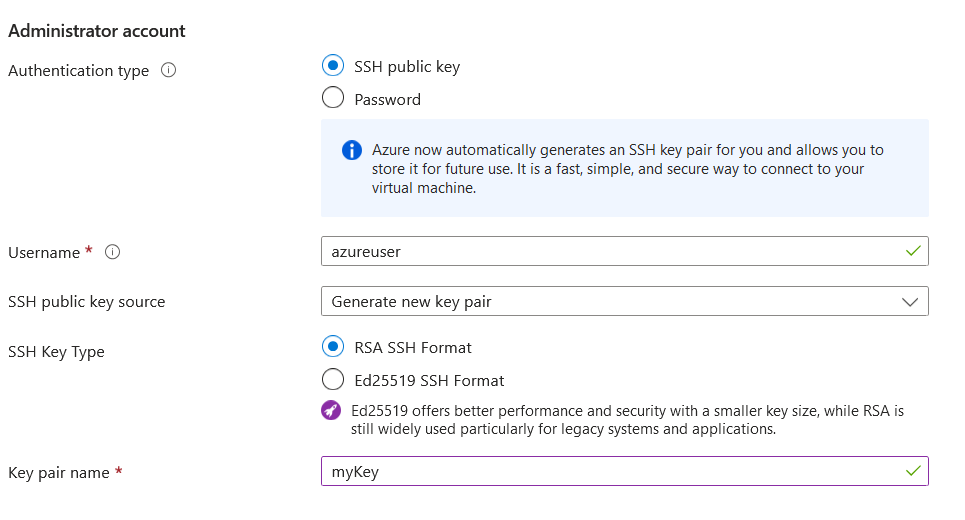 Administrator account
Authentication type
SSH public key
Password
Azure now automatically generates an SSH key pair for you and allows you to
store it for future use. It is a fast, simple, and secure way to connect to your
virtual machine.
Username *
azureuser
SSH public key source
Generate new key pair
SSH Key Type
RSA SSH Format
Ed25519 SSH Format
Ed25519 offers better performance and security with a smaller key size, while RSA is
still widely used particularly for legacy systems and applications.
Key pair name *
myKey